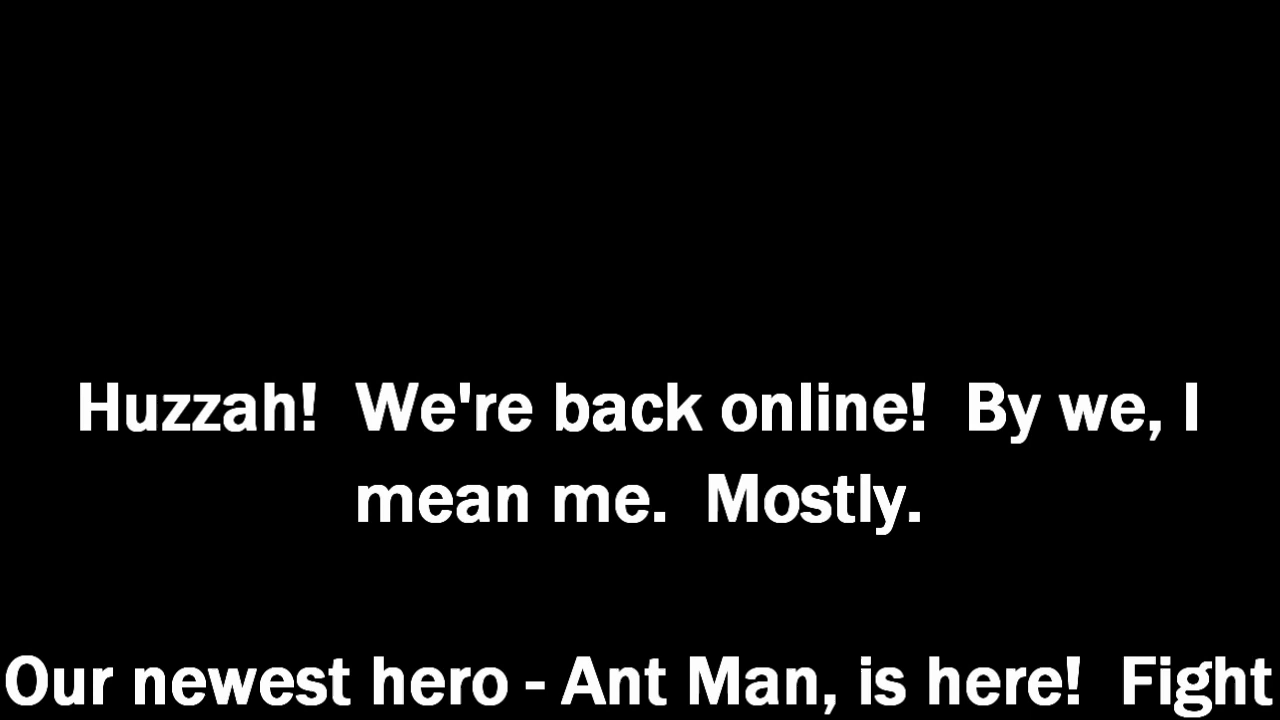 Huzzah!  We're back online!  By we, I
mean me.  Mostly.
Our newest hero - Ant Man, is here!  Fight